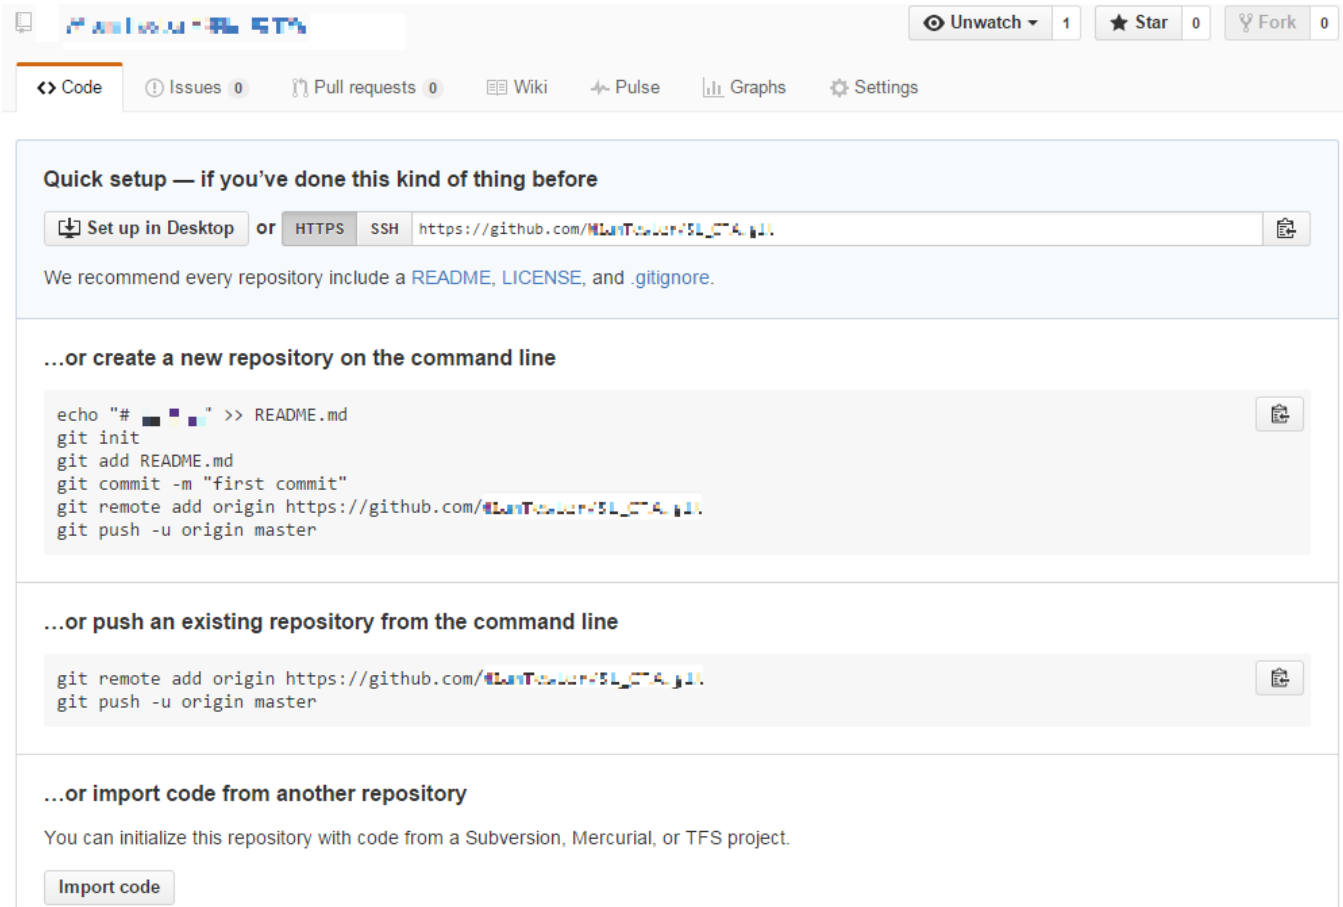 Unwatch 1 Star 0 Fork 0
<> Code Issues 0 Pull requests 0 Wiki Pulse Graphs Settings
Quick setup — if you've done this kind of thing before
Set up in Desktop or HTTPS SSH https://github.com/
We recommend every repository include a README, LICENSE, and .gitignore.
…or create a new repository on the command line
echo "# " >> README.md
git init
git add README.md
git commit -m "first commit"
git remote add origin https://github.com/
git push -u origin master
…or push an existing repository from the command line
git remote add origin https://github.com/
git push -u origin master
…or import code from another repository
You can initialize this repository with code from a Subversion, Mercurial, or TFS project.
Import code